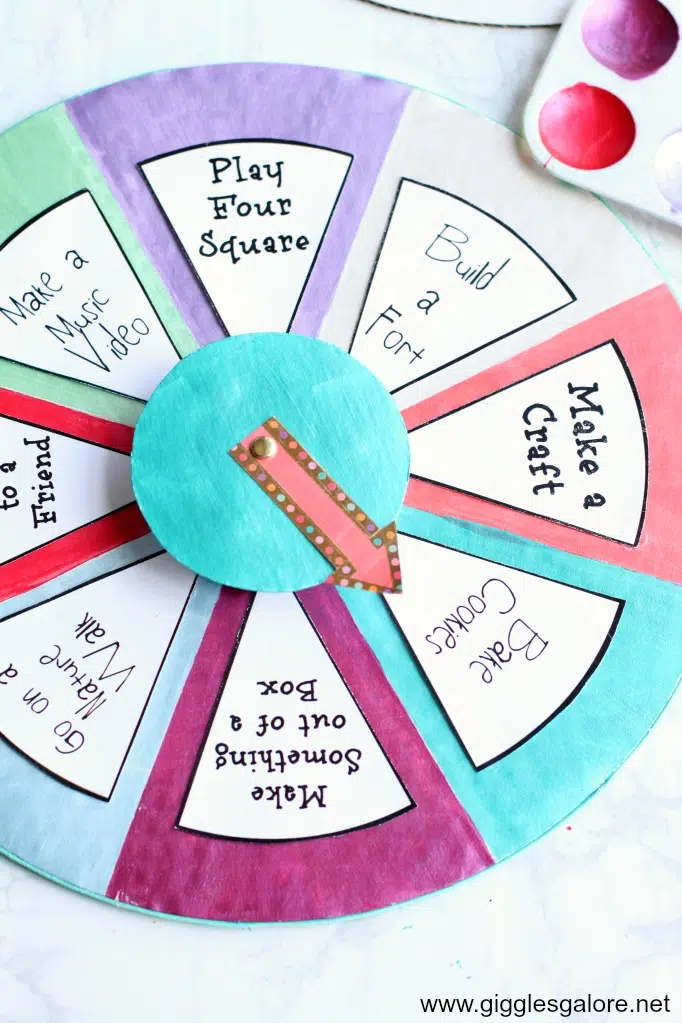 Play
Four
Square
Build
a
Fort
Make a
Craft
Bake
Cookies
Make
Something
out of a
Box
Go on a
Nature
Walk
to a
Friend
Make a
Music
Video
www.gigglesgalore.net